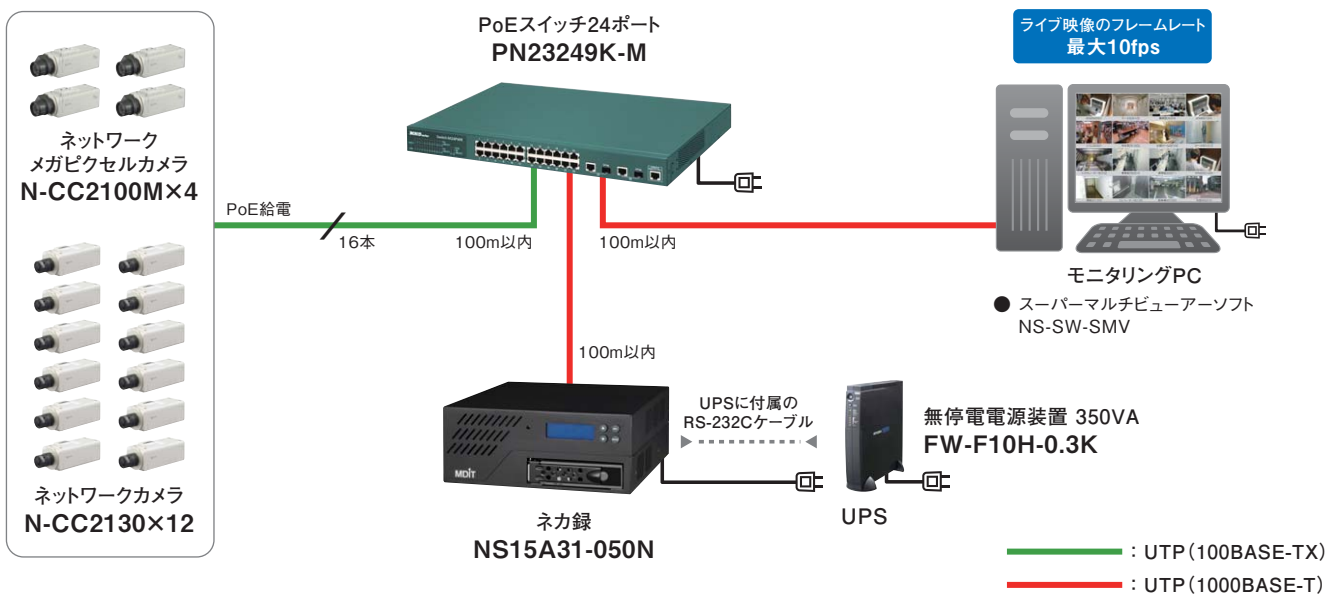 PoEスイッチ24ポート
PN23249K-M
ライブ映像のフレームレート
最大10fps
ネットワーク
メガピクセルカメラ
N-CC2100M×4
PoE給電
16本
100m以内
100m以内
モニタリングPC
● スーパーマルチビューアーソフト
NS-SW-SMV
100m以内
UPSに付属の
RS-232Cケーブル
無停電電源装置 350VA
FW-F10H-0.3K
MDIT
UPS
ネットワークカメラ
N-CC2130×12
ネカ録
NS15A31-050N
：UTP（100BASE-TX）
：UTP（1000BASE-T）